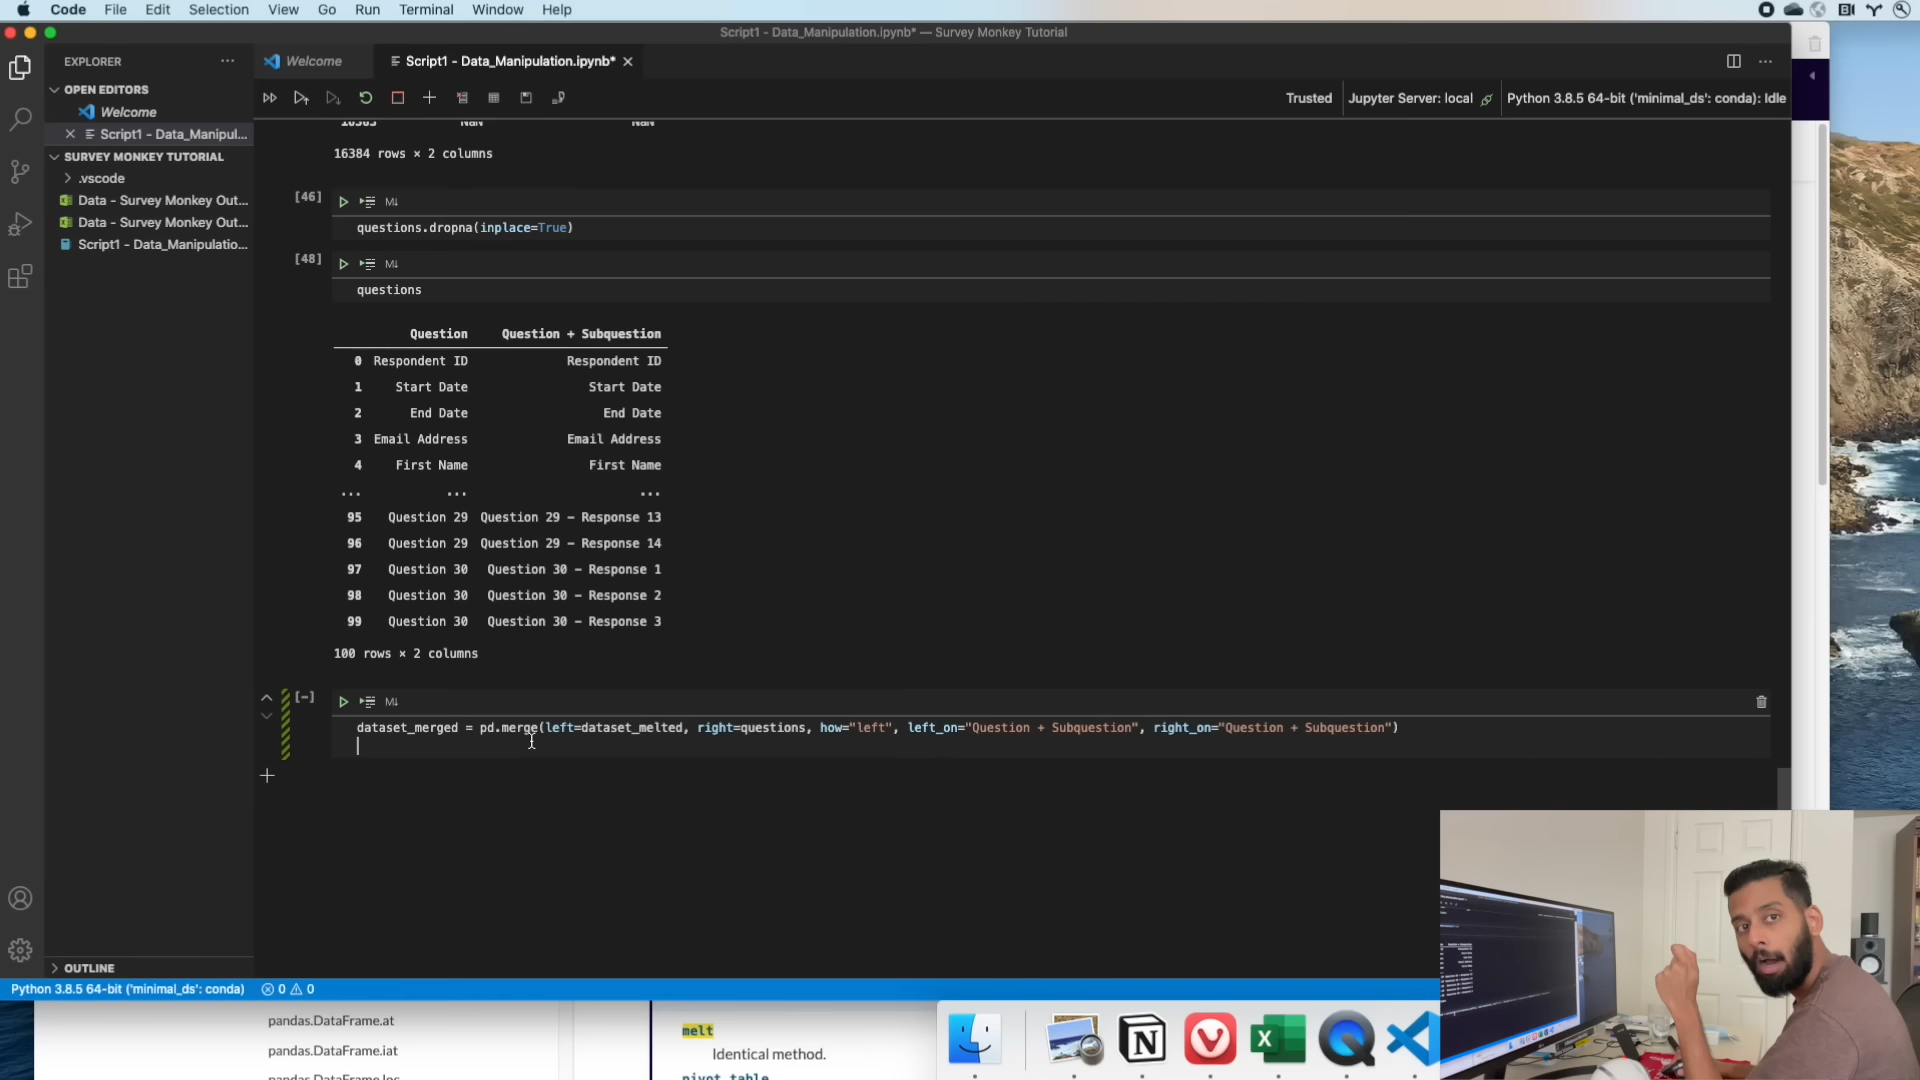 Code File Edit Selection View Go Run Terminal Window Help
Script1 - Data_Manipulation.ipynb* — Survey Monkey Tutorial
EXPLORER
Welcome
Script1 - Data_Manipulation.ipynb*
OPEN EDITORS
Welcome
Script1 - Data_Manipul...
Trusted
Jupyter Server: local
Python 3.8.5 64-bit ('minimal_ds': conda): Idle
NaN NaN
SURVEY MONKEY TUTORIAL
.vscode
Data - Survey Monkey Out...
Data - Survey Monkey Out...
Script1 - Data_Manipulatio...
16384 rows × 2 columns
[46]
M↓
questions.dropna(inplace=True)
[48]
M↓
questions
Question Question + Subquestion
0 Respondent ID Respondent ID
1 Start Date Start Date
2 End Date End Date
3 Email Address Email Address
4 First Name First Name
... ... ...
95 Question 29 Question 29 - Response 13
96 Question 29 Question 29 - Response 14
97 Question 30 Question 30 - Response 1
98 Question 30 Question 30 - Response 2
99 Question 30 Question 30 - Response 3
100 rows × 2 columns
[-]
M↓
dataset_merged = pd.merge(left=dataset_melted, right=questions, how="left", left_on="Question + Subquestion", right_on="Question + Subquestion")
OUTLINE
Python 3.8.5 64-bit ('minimal_ds': conda) 0 0
pandas.DataFrame.at
pandas.DataFrame.iat
pandas.DataFrame.loc
melt
Identical method.
pivot_table